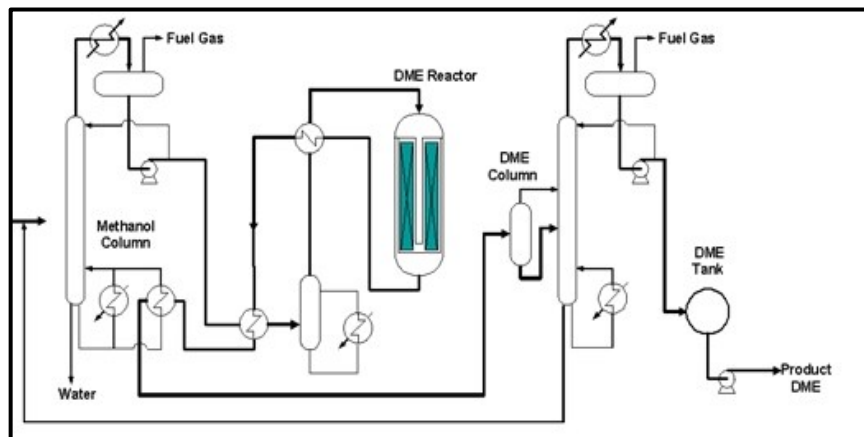 Fuel Gas
Fuel Gas
DME Reactor
DME
Column
Methanol
Column
DME
Tank
Water
Product
DME